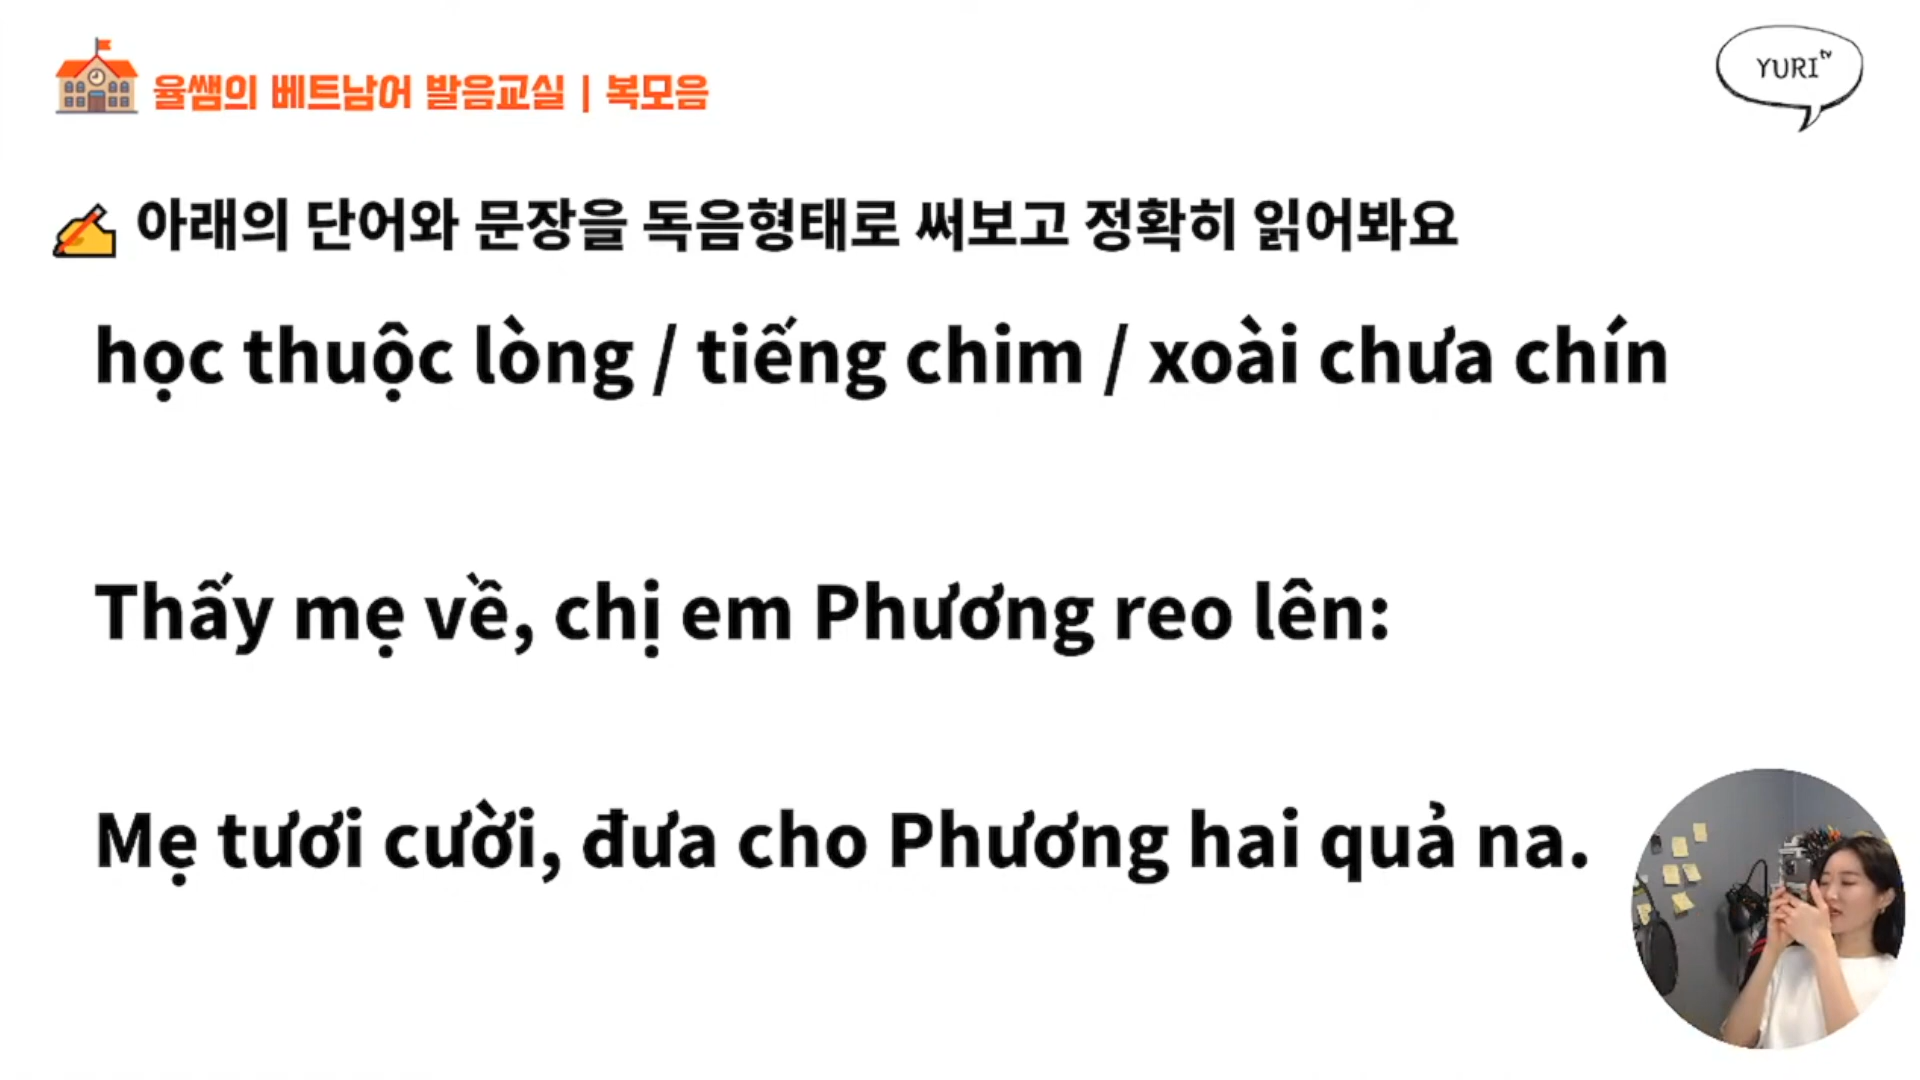 율쌤의 베트남어 발음교실 | 복모음
YURI tv
✍ 아래의 단어와 문장을 독음형태로 써보고 정확히 읽어봐요
học thuộc lòng / tiếng chim / xoài chưa chín
Thấy mẹ về, chị em Phương reo lên:
Mẹ tươi cười, đưa cho Phương hai quả na.